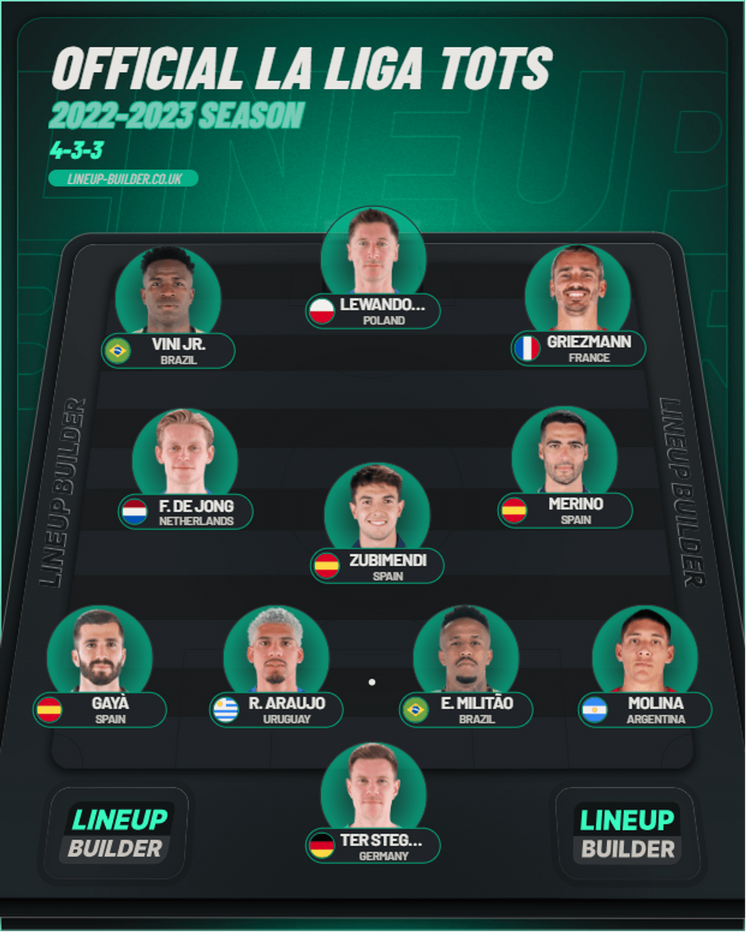 OFFICIAL LA LIGA TOTS
2022-2023 SEASON
4-3-3
LINEUP-BUILDER.CO.UK
LEWANDO...
POLAND
VINI JR.
BRAZIL
GRIEZMANN
FRANCE
LINEUP BUILDER
LINEUP BUILDER
F. DE JONG
NETHERLANDS
MERINO
SPAIN
ZUBIMENDI
SPAIN
GAYÀ
SPAIN
R. ARAUJO
URUGUAY
E. MILITÃO
BRAZIL
MOLINA
ARGENTINA
TER STEG...
GERMANY
LINEUP
BUILDER
LINEUP
BUILDER